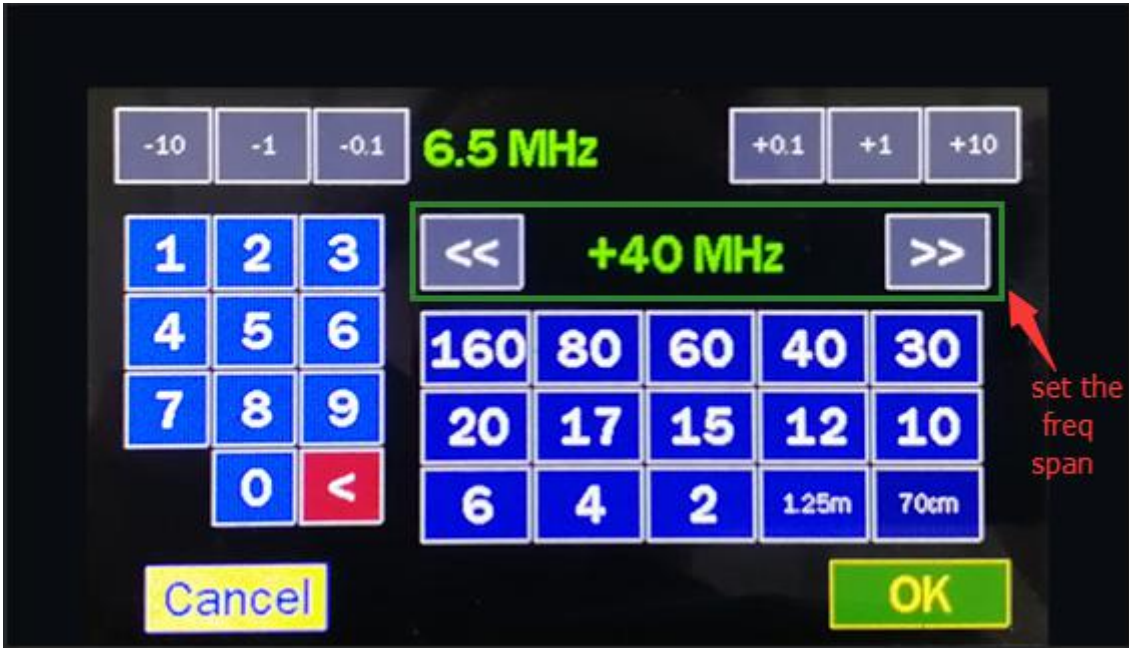 -10 -1 -0.1 6.5 MHz +0.1 +1 +10
1 2 3 << +40 MHz >>
4 5 6 160 80 60 40 30
7 8 9 20 17 15 12 10
0 < 6 4 2 1.25m 70cm
set the
freq
span
Cancel OK